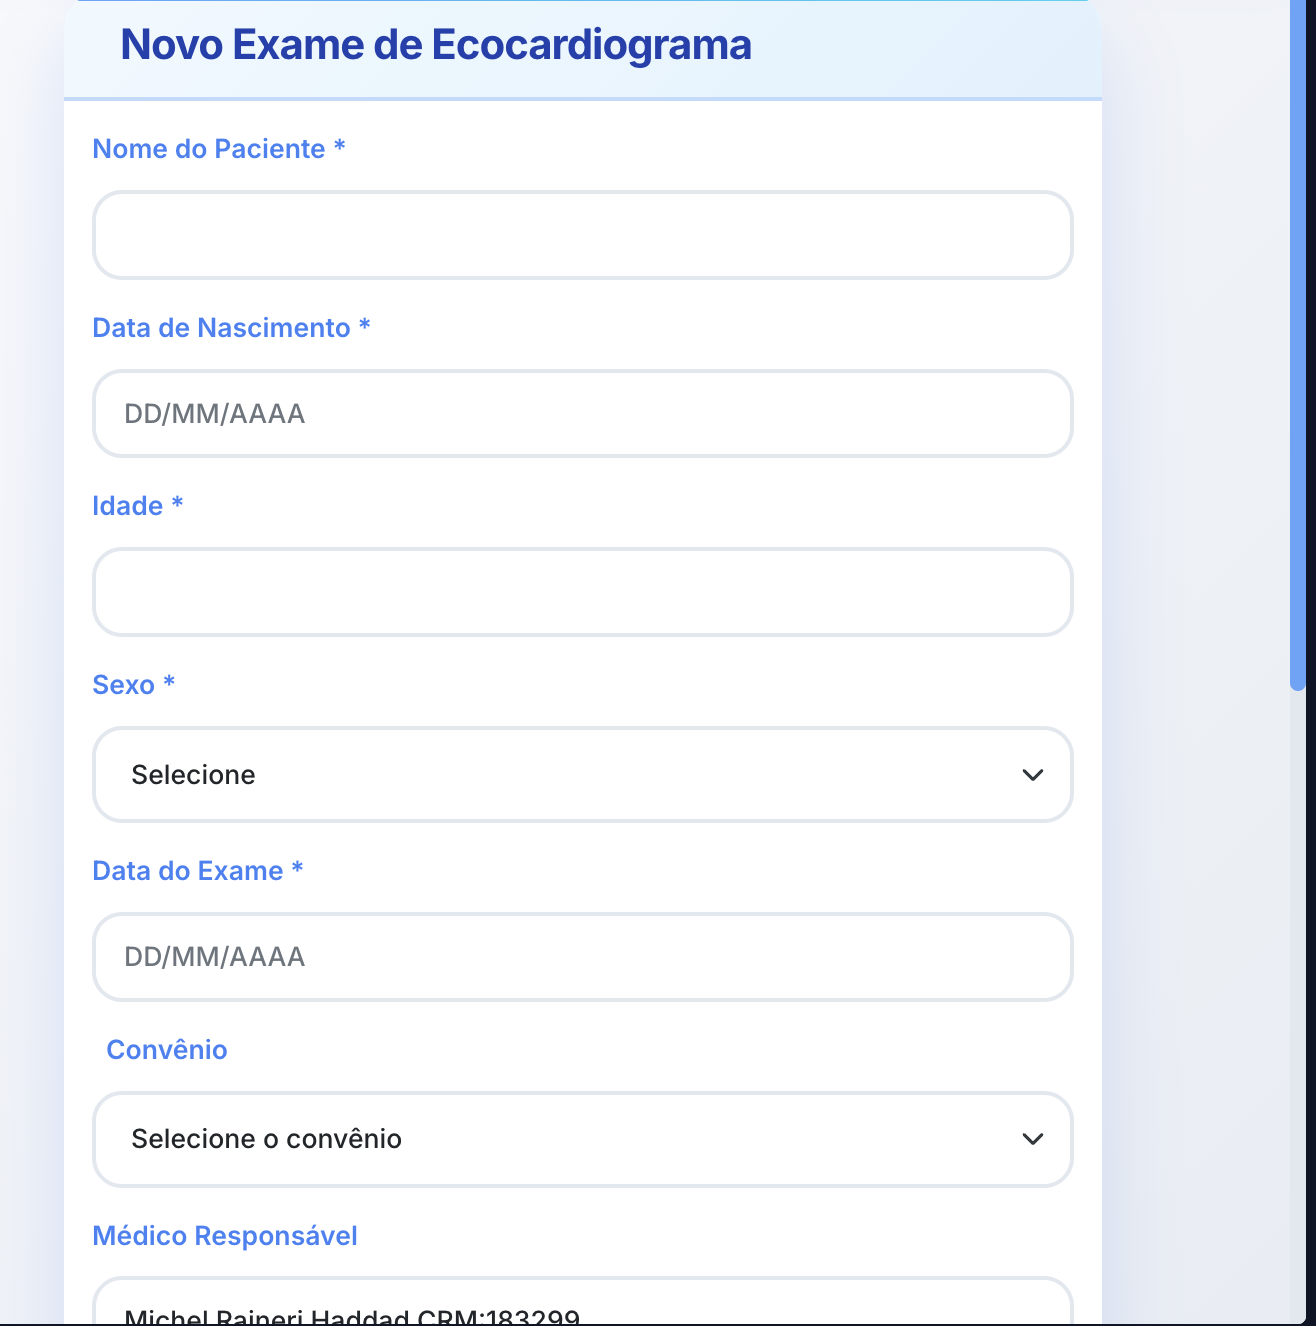 Novo Exame de Ecocardiograma
Nome do Paciente *
Data de Nascimento *
DD/MM/AAAA
Idade *
Sexo *
Selecione
Data do Exame *
DD/MM/AAAA
Convênio
Selecione o convênio
Médico Responsável
Michel Raineri Haddad CRM:183299